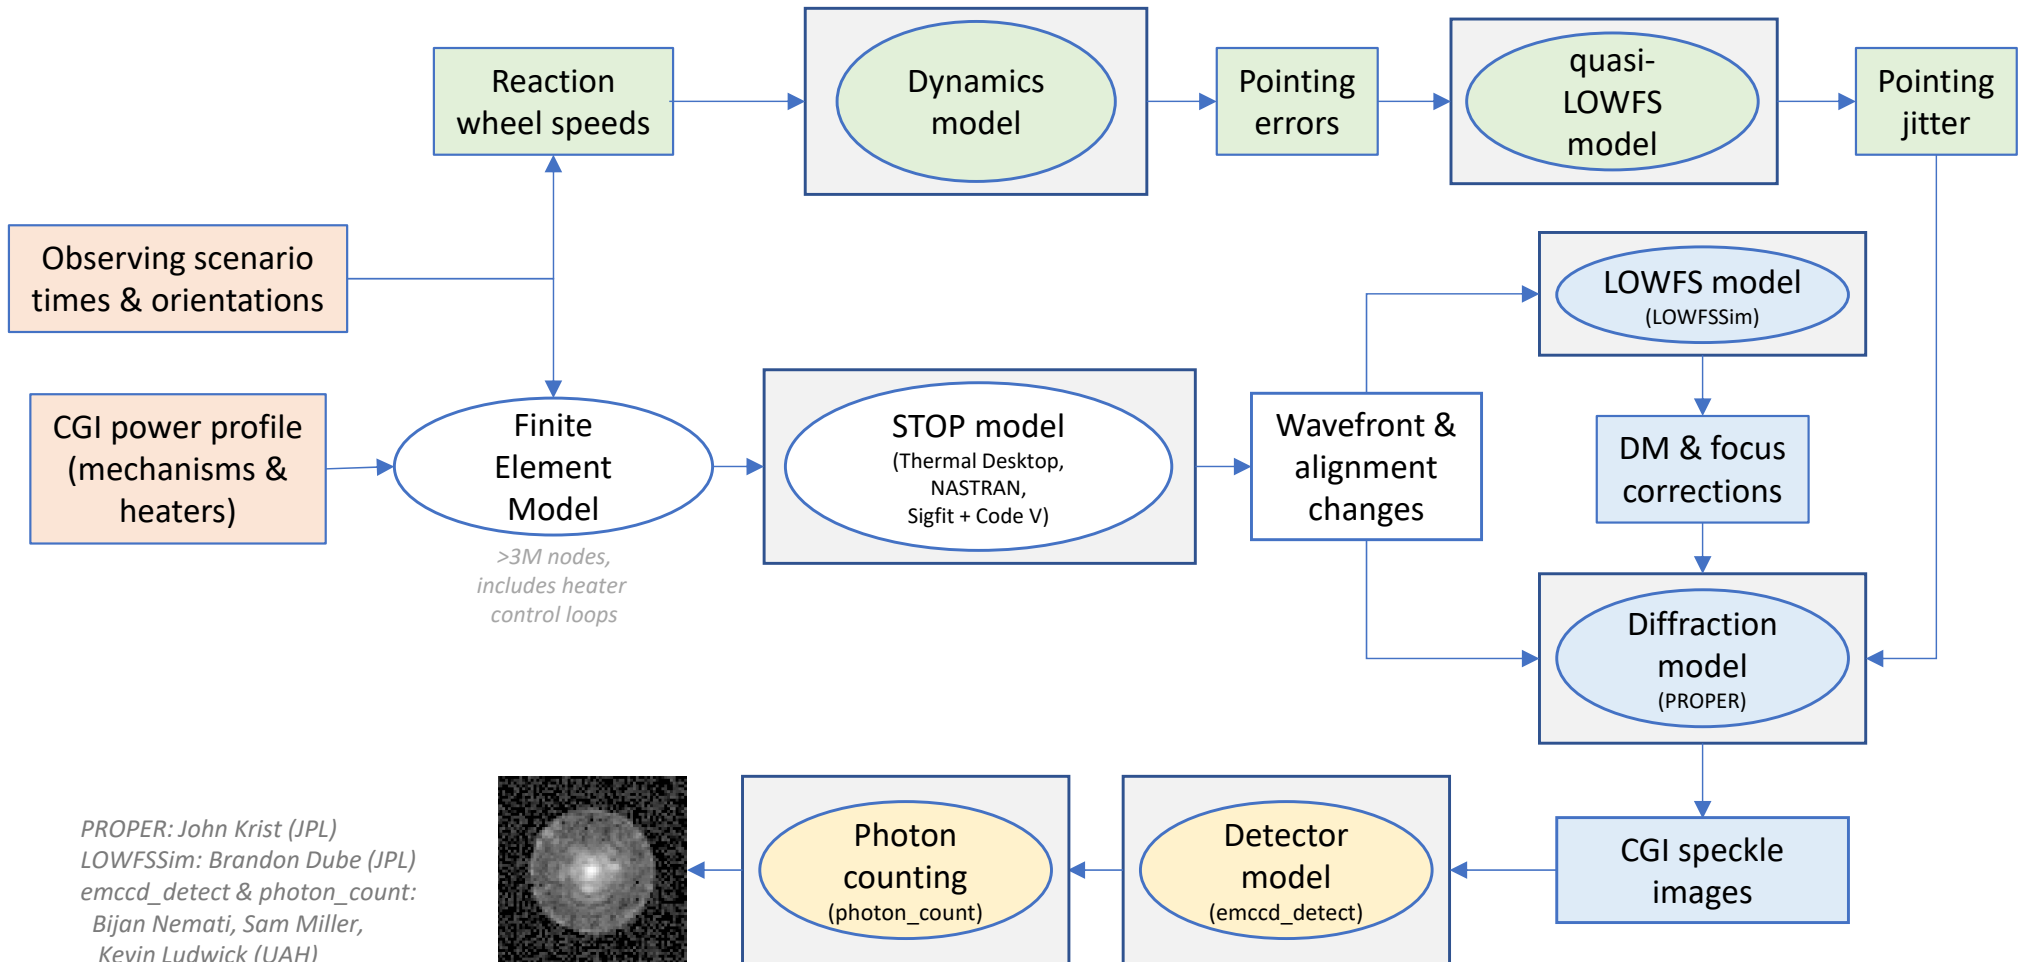 Reaction
wheel speeds
Dynamics
model
Pointing
errors
quasi-
LOWFS
model
Pointing
jitter
Observing scenario
times & orientations
LOWFS model
(LOWFSSim)
CGI power profile
(mechanisms &
heaters)
Finite
Element
Model
>3M nodes,
includes heater
control loops
STOP model
(Thermal Desktop,
NASTRAN,
Sigfit + Code V)
Wavefront &
alignment
changes
DM & focus
corrections
Diffraction
model
(PROPER)
PROPER: John Krist (JPL)
LOWFSSim: Brandon Dube (JPL)
emccd_detect & photon_count:
Bijan Nemati, Sam Miller,
Kevin Ludwick (UAH)
Photon
counting
(photon_count)
Detector
model
(emccd_detect)
CGI speckle
images